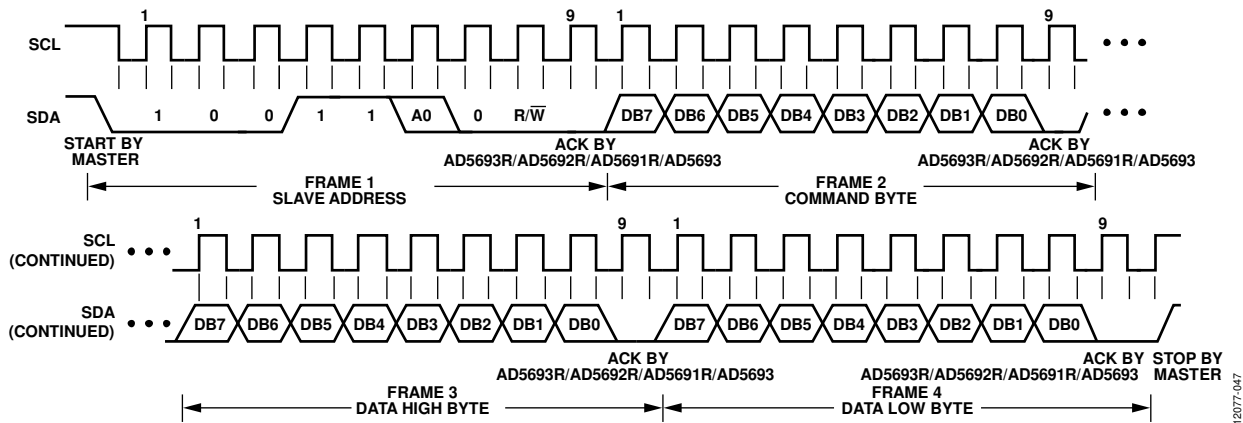 1 9 1 9
SCL
SDA
1 0 0 1 1 A0 0 R/W̅ DB7 DB6 DB5 DB4 DB3 DB2 DB1 DB0
START BY
MASTER
ACK BY
AD5693R/AD5692R/AD5691R/AD5693
ACK BY
AD5693R/AD5692R/AD5691R/AD5693
FRAME 1
SLAVE ADDRESS
FRAME 2
COMMAND BYTE
1 9 1 9
SCL
(CONTINUED)
SDA
(CONTINUED)
DB7 DB6 DB5 DB4 DB3 DB2 DB1 DB0 DB7 DB6 DB5 DB4 DB3 DB2 DB1 DB0
ACK BY
AD5693R/AD5692R/AD5691R/AD5693
ACK BY
AD5693R/AD5692R/AD5691R/AD5693
STOP BY
MASTER
FRAME 3
DATA HIGH BYTE
FRAME 4
DATA LOW BYTE
12077-047